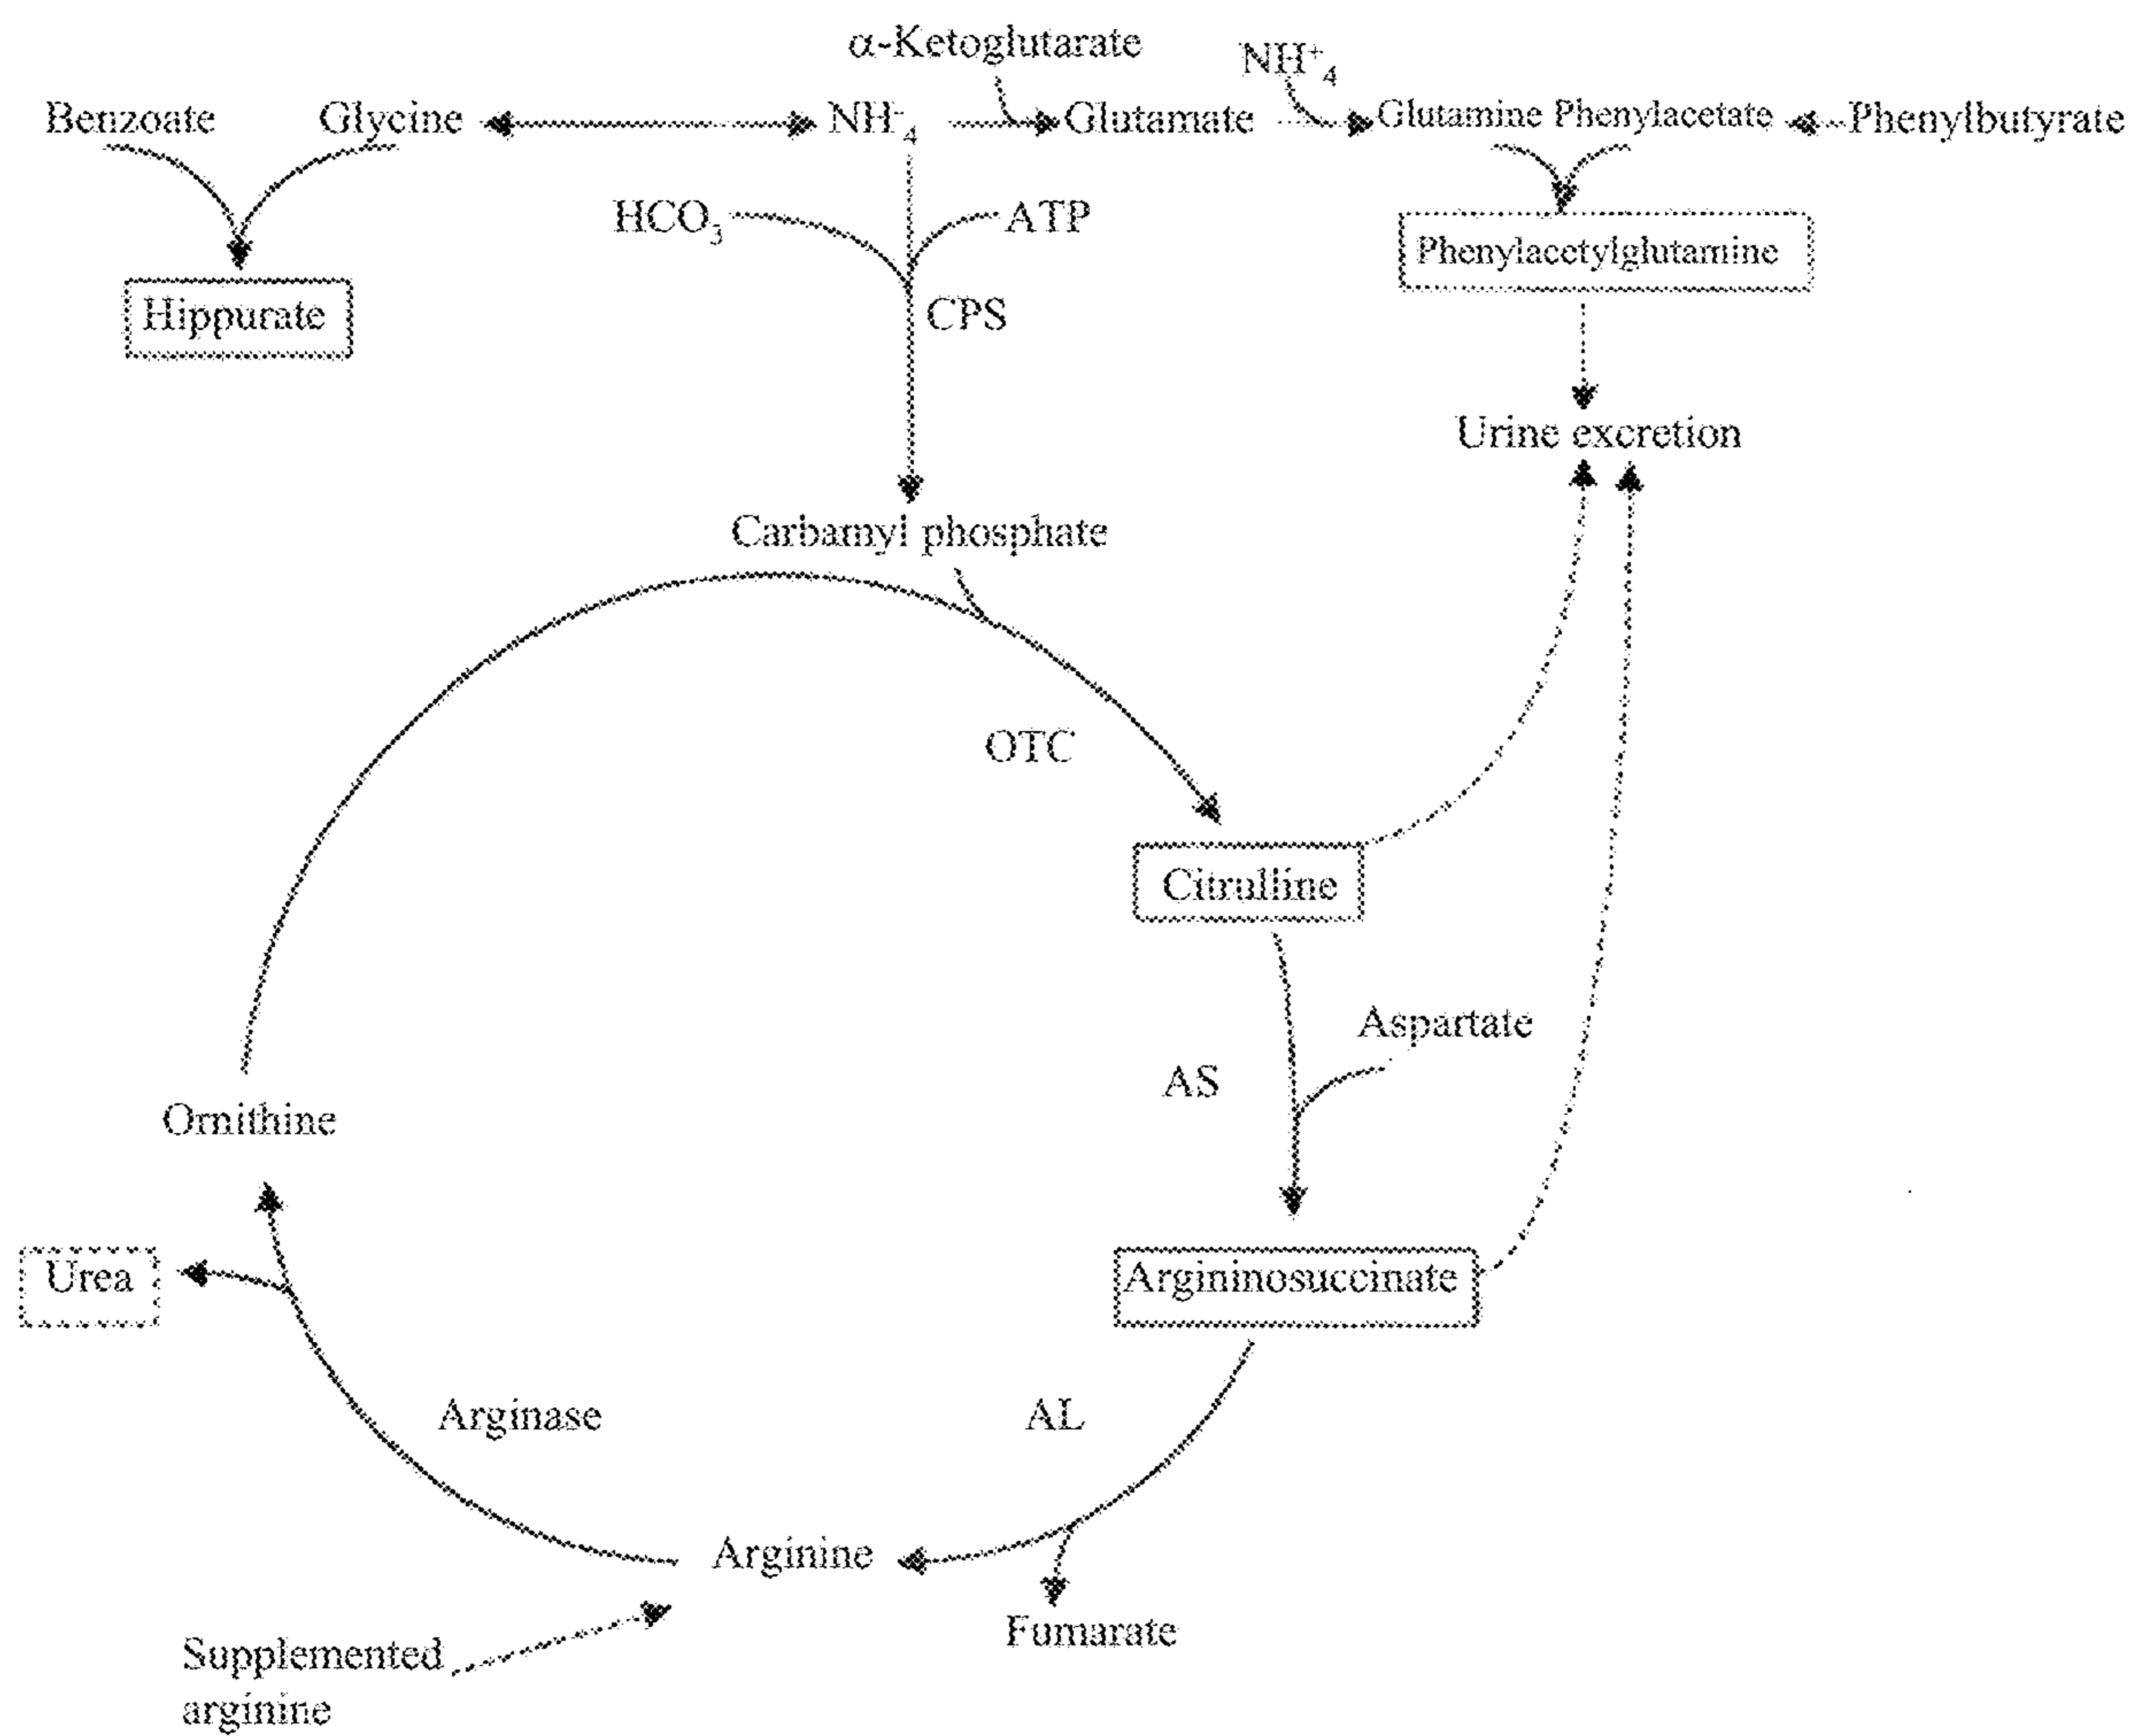 α-Ketoglutarate
NH⁺₄
Benzoate
Glycine
NH⁻₄
Glutamate
Glutamine Phenylacetate
Phenylbutyrate
HCO₃
ATP
Phenylacetylglutamine
Hippurate
CPS
Urine excretion
Carbamyl phosphate
OTC
Citrulline
Aspartate
AS
Ornithine
Urea
Argininosuccinate
Arginase
AL
Arginine
Fumarate
Supplemented
arginine